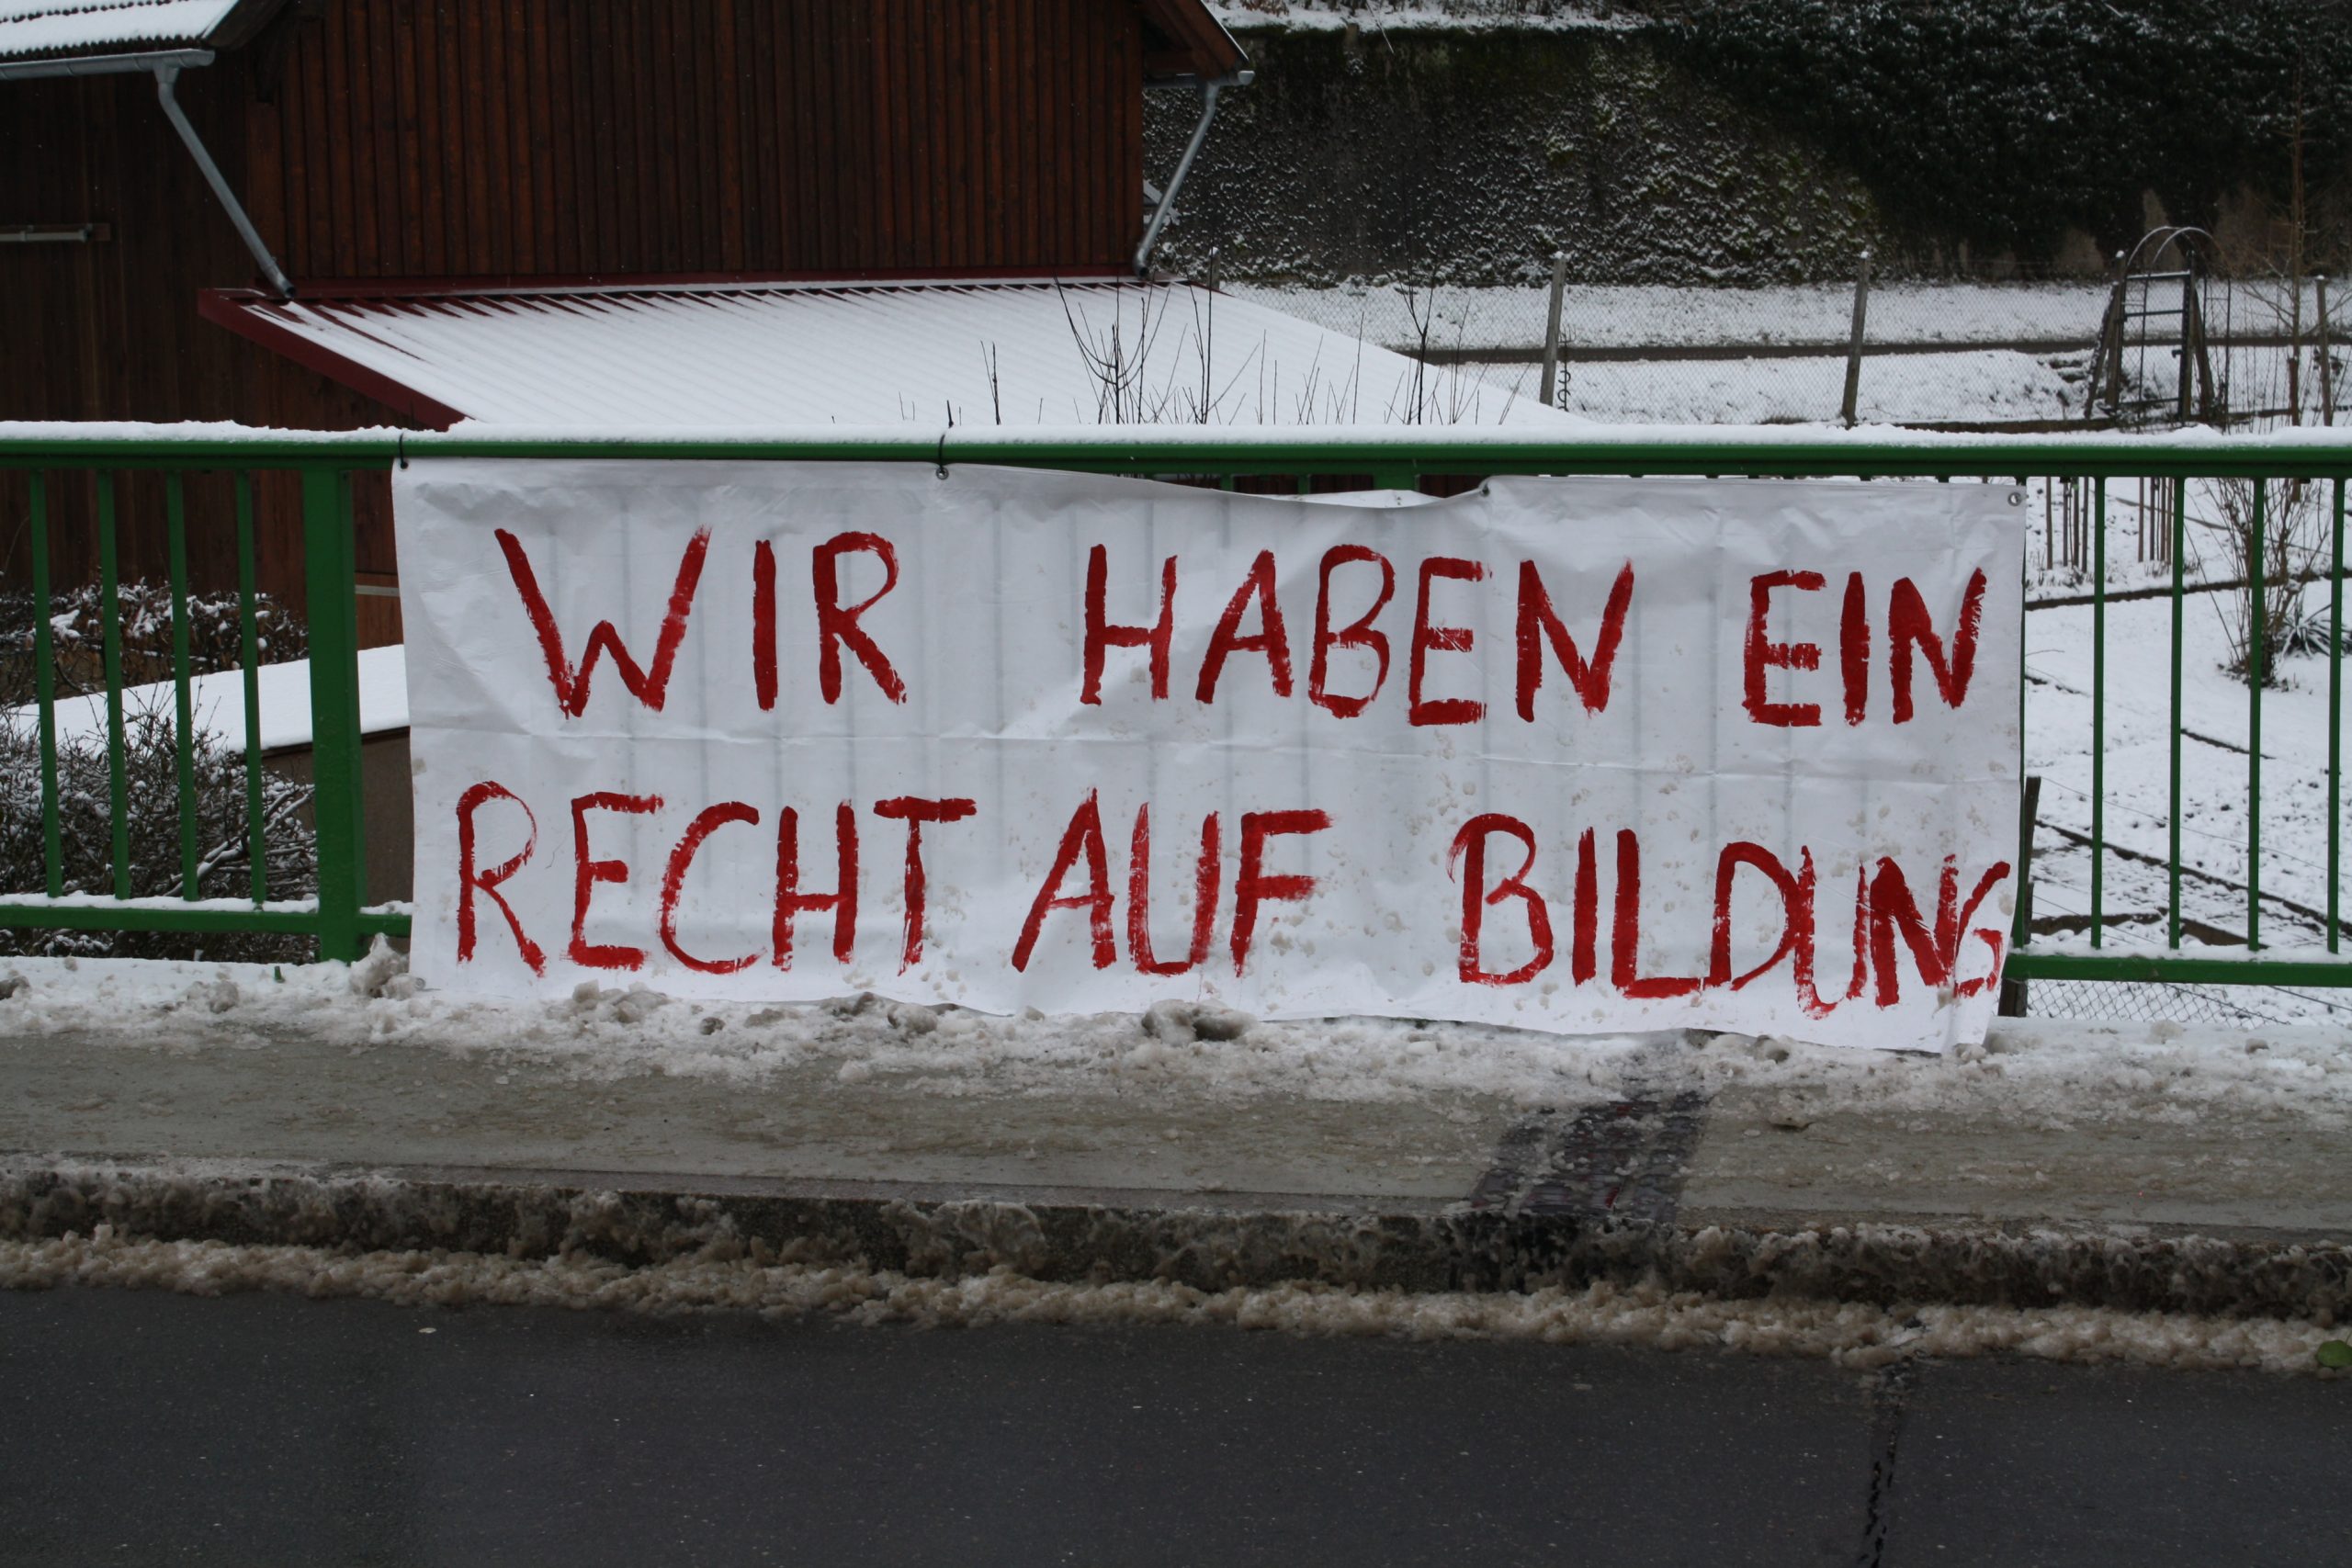 WIR HABEN EIN
RECHT AUF BILDUNG